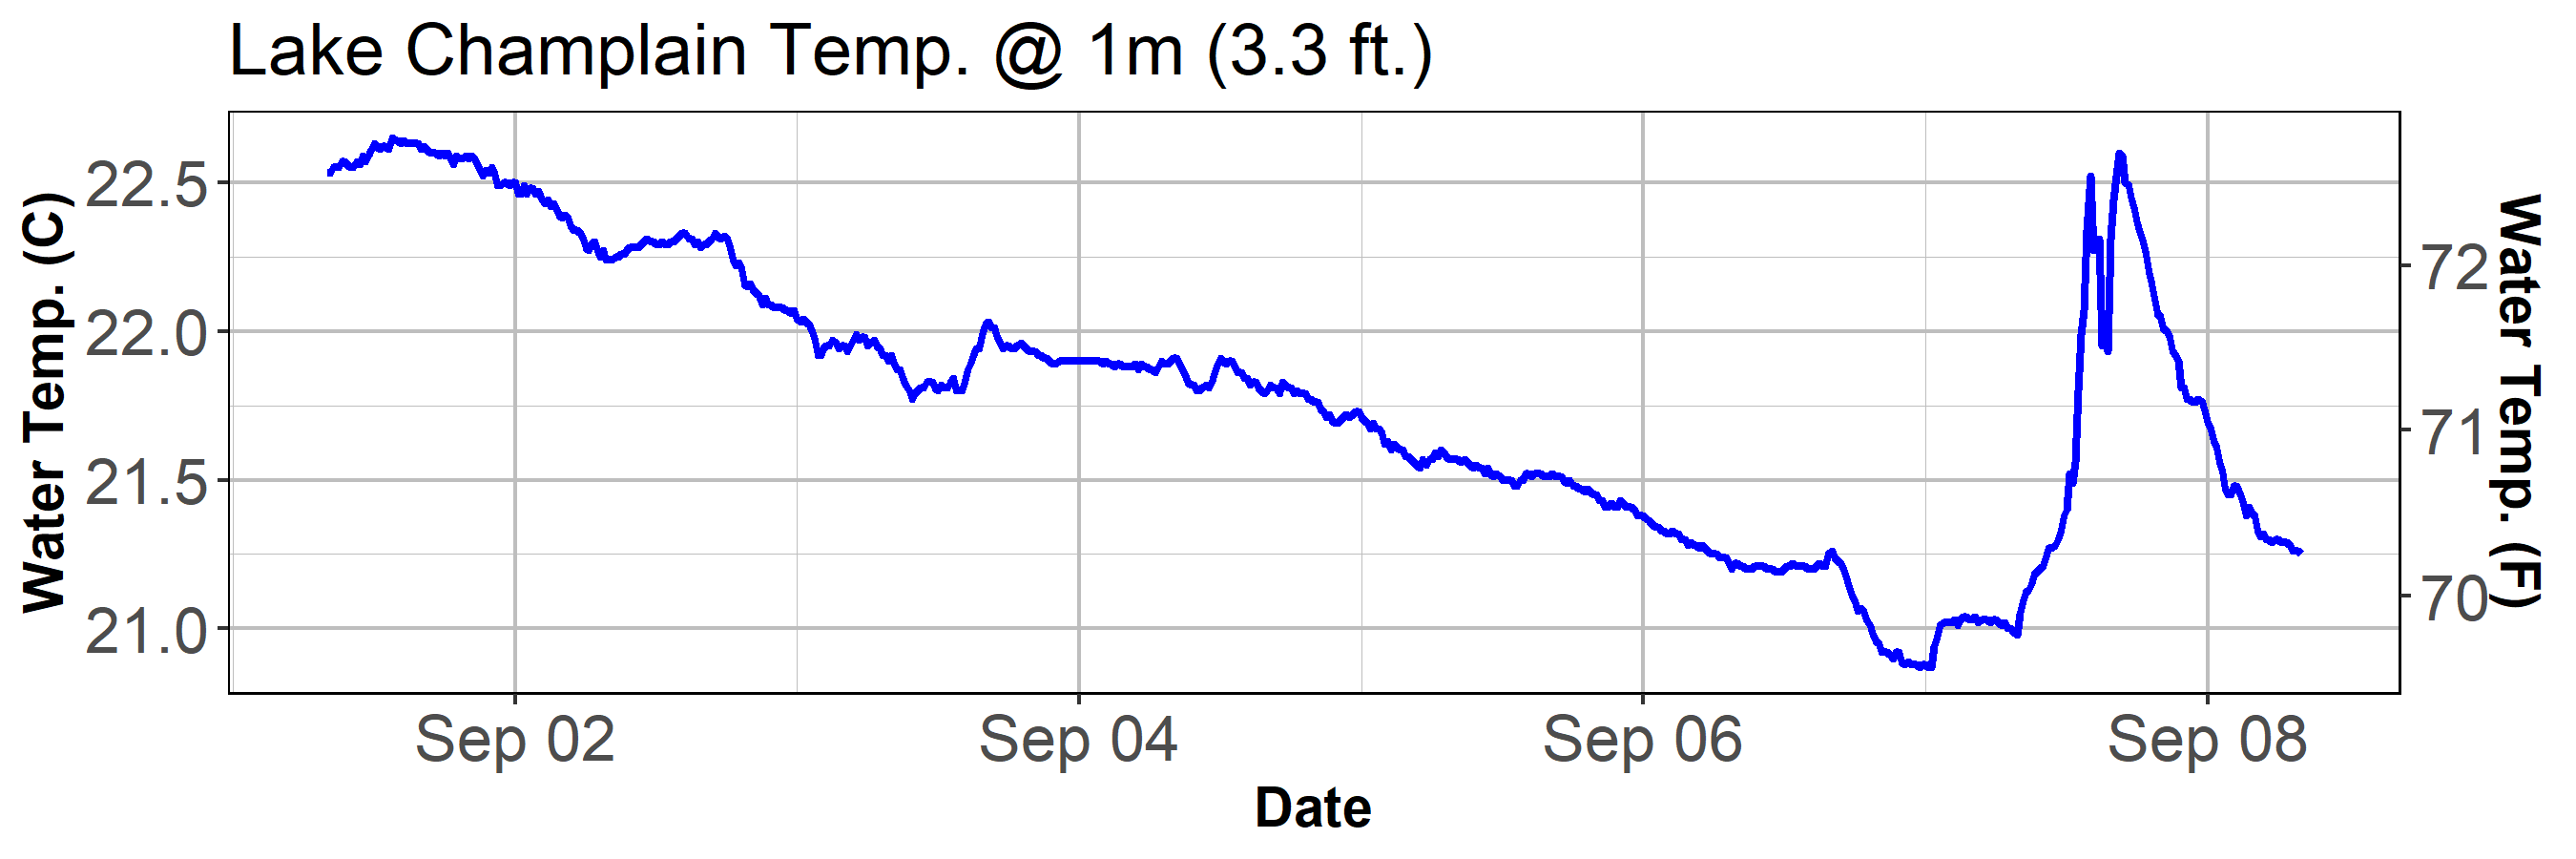 Lake Champlain Temp. @ 1m (3.3 ft.)
Water Temp. (C)
22.5
22.0
21.5
21.0
72
71
70
Water Temp. (F)
Sep 02
Sep 04
Sep 06
Sep 08
Date